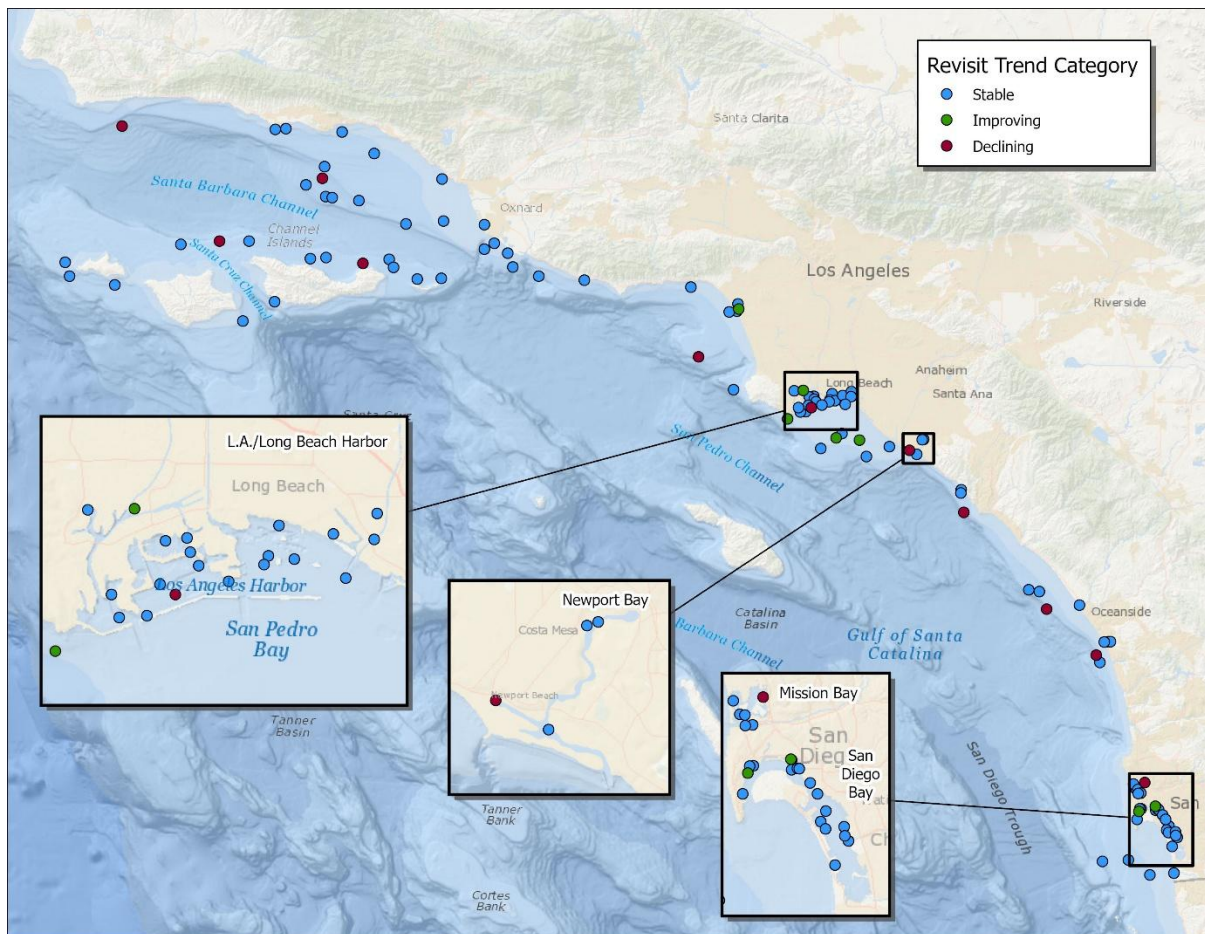 Revisit Trend Category
Stable
Improving
Declining
Santa Clarita
Santa Barbara
Channel
Oxnard
Channel
Islands
Santa Cruz Channel
Los Angeles
Riverside
Anaheim
Long Beach
Santa Ana
Santa Cruz
L.A./Long Beach Harbor
Long Beach
Los Angeles Harbor
San Pedro
Bay
San Pedro Channel
Newport Bay
Costa Mesa
Newport Beach
Catalina
Basin
Barbara Channel
Gulf of Santa
Catalina
Oceanside
Mission Bay
San
Dieg
San
Diego
Bay
Nat
Ch
San Diego Trough
San
Tanner
Basin
Tanner
Bank
Cortes
Bank